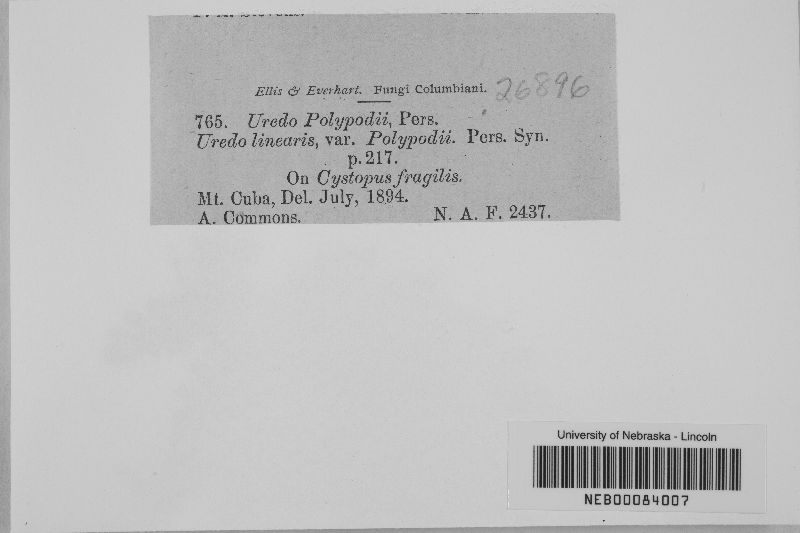 Ellis & Everhart. Fungi Columbiani. 26896
765. Uredo Polypodii, Pers.
Uredo linearis, var. Polypodii. Pers. Syn.
p. 217.
On Cystopus fragilis.
Mt. Cuba, Del. July, 1894.
A. Commons. N. A. F. 2437.
University of Nebraska - Lincoln
NEB00084007